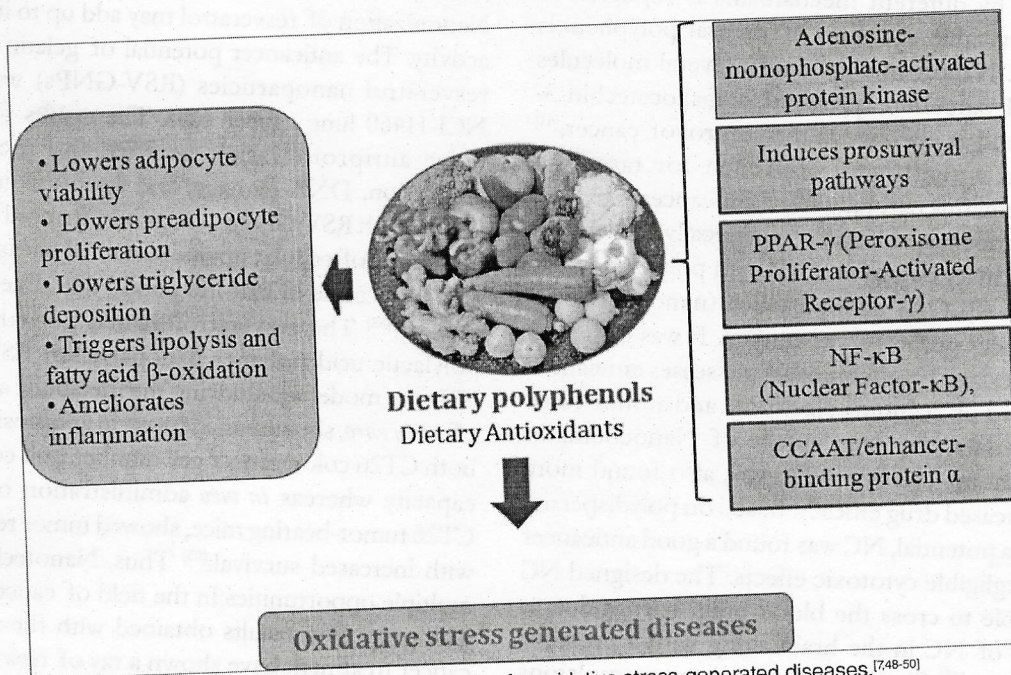 • Lowers adipocyte
viability
• Lowers preadipocyte
proliferation
• Lowers triglyceride
deposition
• Triggers lipolysis and
fatty acid β-oxidation
• Ameliorates
inflammation
Dietary polyphenols
Dietary Antioxidants
Adenosine-
monophosphate-activated
protein kinase
Induces prosurvival
pathways
PPAR-γ (Peroxisome
Proliferator-Activated
Receptor-γ)
NF-κB
(Nuclear Factor-κB),
CCAAT/enhancer-
binding protein α
Oxidative stress generated diseases
oxidative stress-generated diseases.[7,48-50]